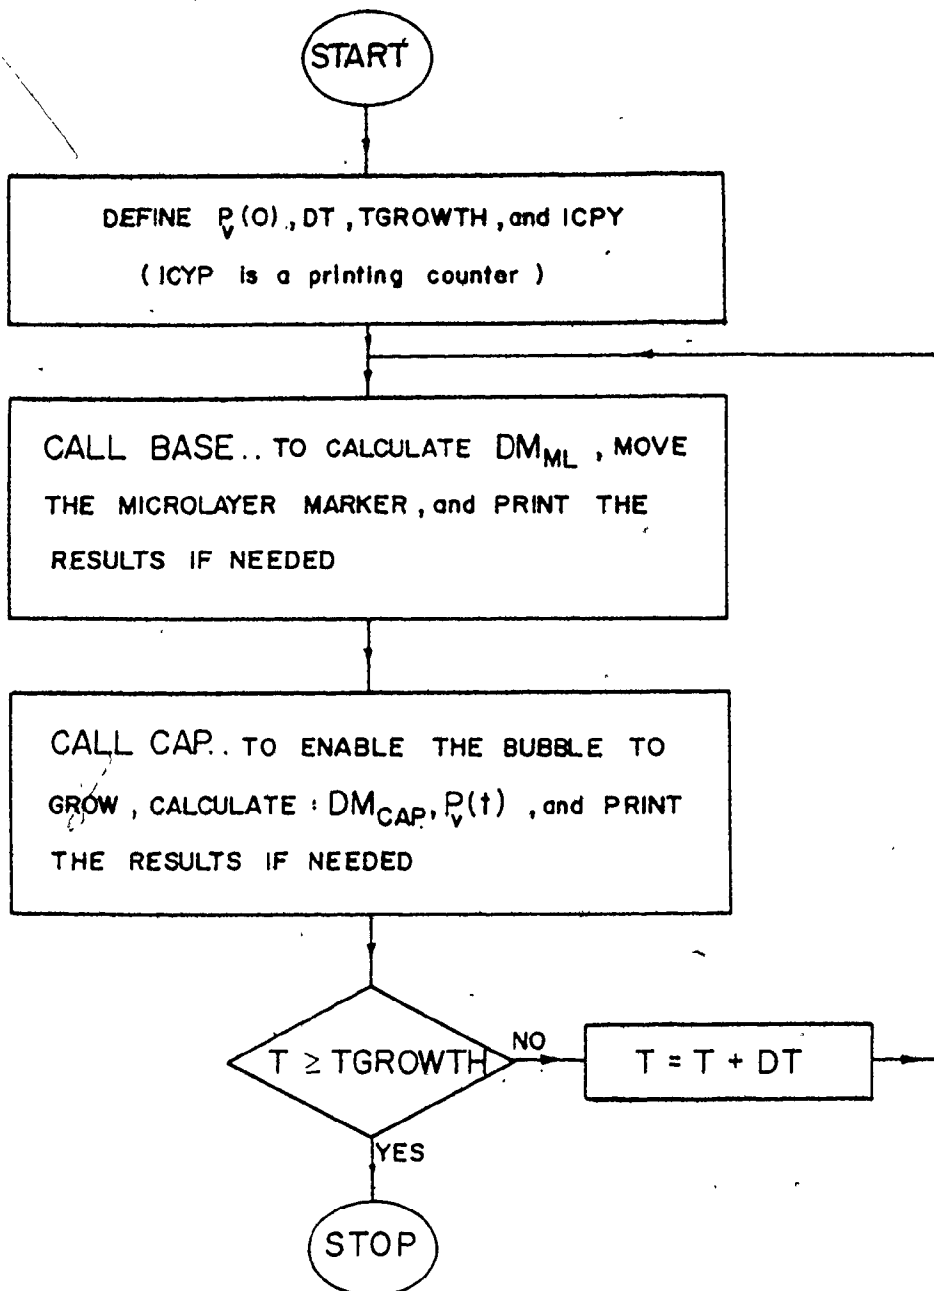 START
DEFINE Pv(0)., DT, TGROWTH, and ICPY
(ICYP is a printing counter)
CALL BASE.. TO CALCULATE DM_ML, MOVE
THE MICROLAYER MARKER, and PRINT THE
RESULTS IF NEEDED
CALL CAP.. TO ENABLE THE BUBBLE TO
GROW, CALCULATE : DM_CAP, Pv(t), and PRINT
THE RESULTS IF NEEDED
T ≥ TGROWTH
NO
T = T + DT
YES
STOP